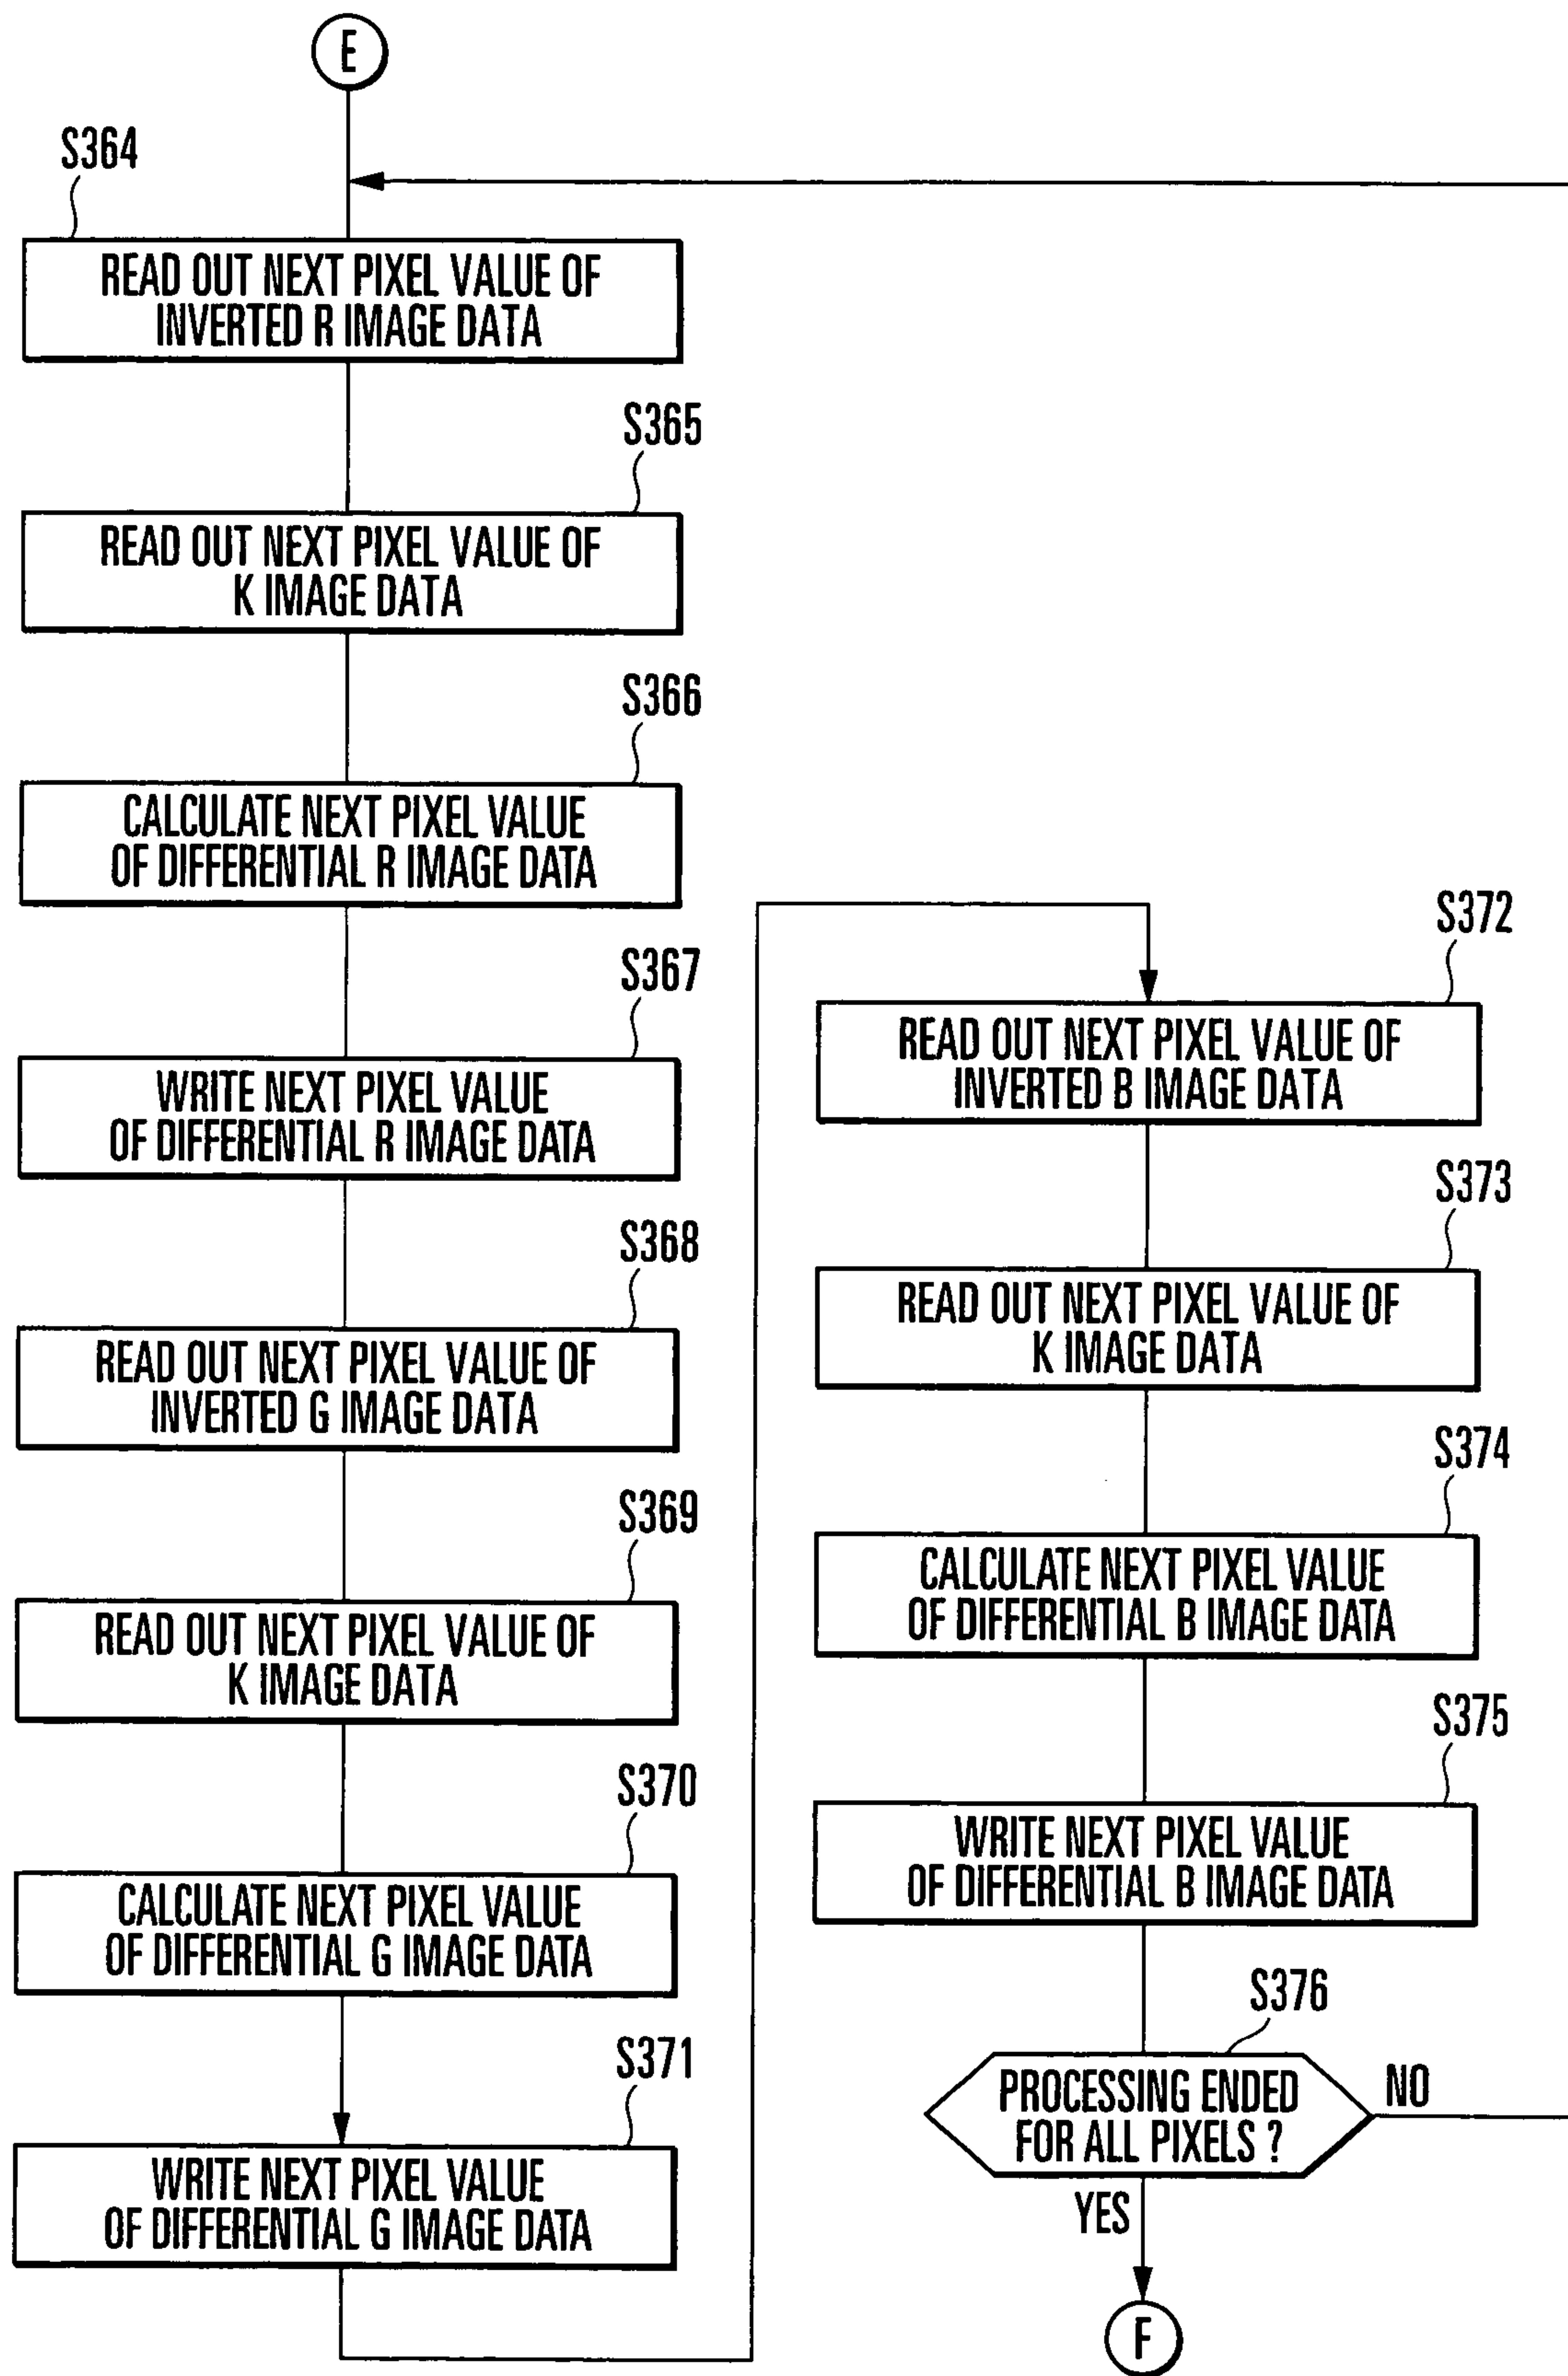 E
S364
READ OUT NEXT PIXEL VALUE OF
INVERTED R IMAGE DATA
S365
READ OUT NEXT PIXEL VALUE OF
K IMAGE DATA
S366
CALCULATE NEXT PIXEL VALUE
OF DIFFERENTIAL R IMAGE DATA
S367
WRITE NEXT PIXEL VALUE
OF DIFFERENTIAL R IMAGE DATA
S368
READ OUT NEXT PIXEL VALUE OF
INVERTED G IMAGE DATA
S369
READ OUT NEXT PIXEL VALUE OF
K IMAGE DATA
S370
CALCULATE NEXT PIXEL VALUE
OF DIFFERENTIAL G IMAGE DATA
S371
WRITE NEXT PIXEL VALUE
OF DIFFERENTIAL G IMAGE DATA
S372
READ OUT NEXT PIXEL VALUE OF
INVERTED B IMAGE DATA
S373
READ OUT NEXT PIXEL VALUE OF
K IMAGE DATA
S374
CALCULATE NEXT PIXEL VALUE
OF DIFFERENTIAL B IMAGE DATA
S375
WRITE NEXT PIXEL VALUE
OF DIFFERENTIAL B IMAGE DATA
S376
PROCESSING ENDED
FOR ALL PIXELS ?
NO
YES
F